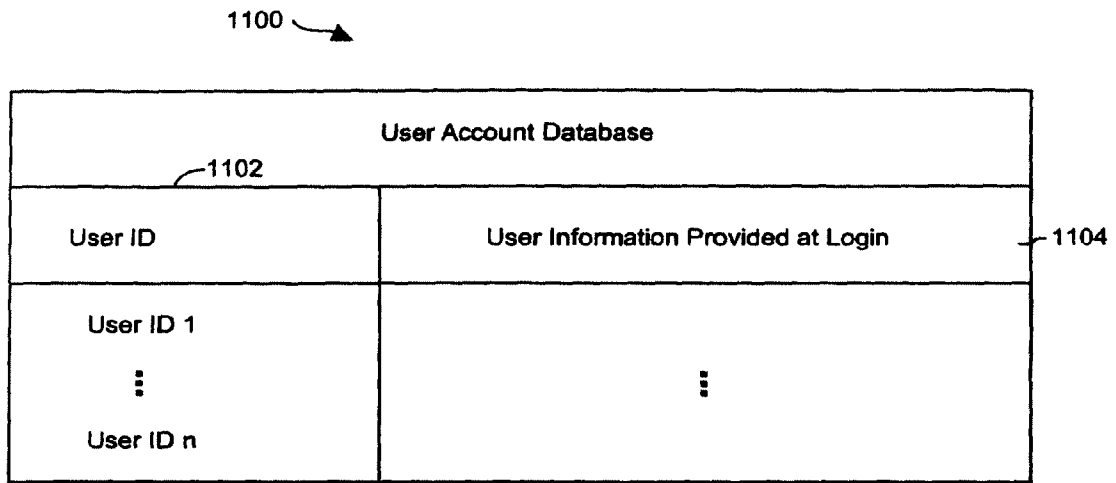 1100
User Account Database
1102
User ID
User Information Provided at Login
1104
User ID 1
⋮
⋮
User ID n